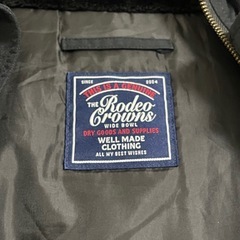 SINCE 2004
THIS IS A GENUINE
THE Rodeo
Crowns
WIDE BOWL
DRY GOODS AND SUPPLIES
WELL MADE
CLOTHING
ALL MY BEST WISHES